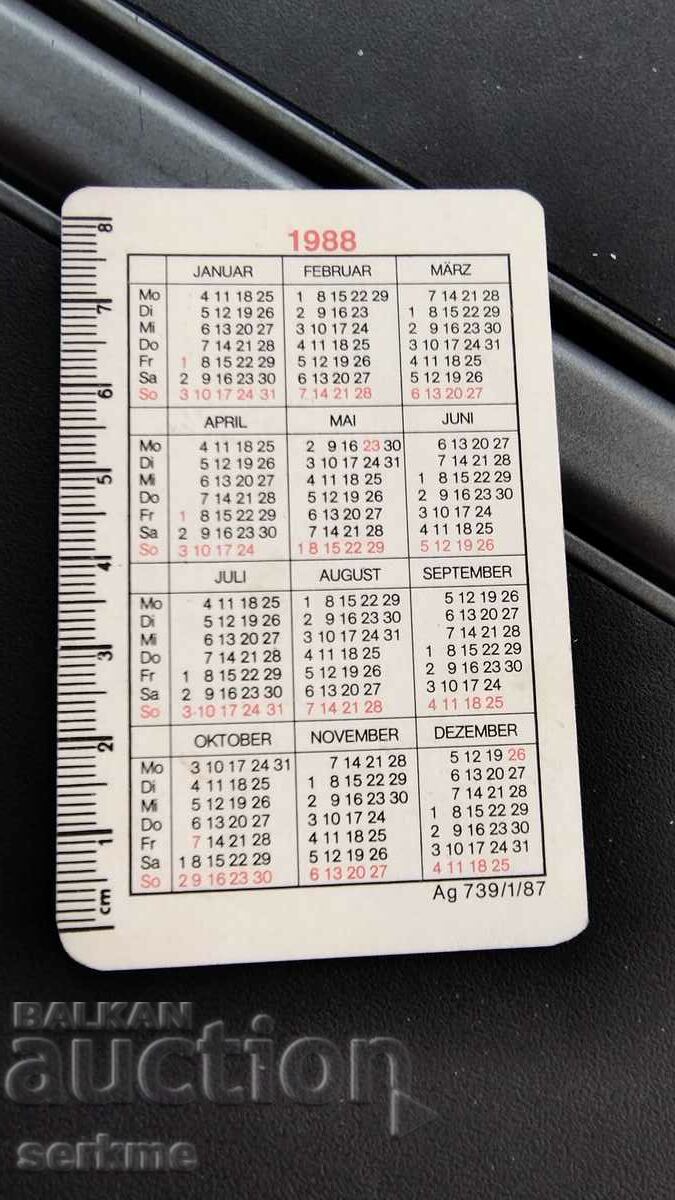 1988
JANUAR FEBRUAR MÄRZ
Mo 4 11 18 25 1 8 15 22 29 7 14 21 28
Di 5 12 19 26 2 9 16 23 1 8 15 22 29
Mi 6 13 20 27 3 10 17 24 2 9 16 23 30
Do 7 14 21 28 4 11 18 25 3 10 17 24 31
Fr 1 8 15 22 29 5 12 19 26 4 11 18 25
Sa 2 9 16 23 30 6 13 20 27 5 12 19 26
So 3 10 17 24 31 7 14 21 28 6 13 20 27
APRIL MAI JUNI
Mo 4 11 18 25 2 9 16 23 30 6 13 20 27
Di 5 12 19 26 3 10 17 24 31 7 14 21 28
Mi 6 13 20 27 4 11 18 25 1 8 15 22 29
Do 7 14 21 28 5 12 19 26 2 9 16 23 30
Fr 1 8 15 22 29 6 13 20 27 3 10 17 24
Sa 2 9 16 23 30 7 14 21 28 4 11 18 25
So 3 10 17 24 1 8 15 22 29 5 12 19 26
JULI AUGUST SEPTEMBER
Mo 4 11 18 25 1 8 15 22 29 5 12 19 26
Di 5 12 19 26 2 9 16 23 30 6 13 20 27
Mi 6 13 20 27 3 10 17 24 31 7 14 21 28
Do 7 14 21 28 4 11 18 25 1 8 15 22 29
Fr 1 8 15 22 29 5 12 19 26 2 9 16 23 30
Sa 2 9 16 23 30 6 13 20 27 3 10 17 24
So 3 10 17 24 31 7 14 21 28 4 11 18 25
OKTOBER NOVEMBER DEZEMBER
Mo 3 10 17 24 31 7 14 21 28 5 12 19 26
Di 4 11 18 25 1 8 15 22 29 6 13 20 27
Mi 5 12 19 26 2 9 16 23 30 7 14 21 28
Do 6 13 20 27 3 10 17 24 1 8 15 22 29
Fr 7 14 21 28 4 11 18 25 2 9 16 23 30
Sa 1 8 15 22 29 5 12 19 26 3 10 17 24 31
So 2 9 16 23 30 6 13 20 27 4 11 18 25
Ag 739/1/87
8
7
6
5
4
3
2
1
cm
BALKAN
auction
serkme